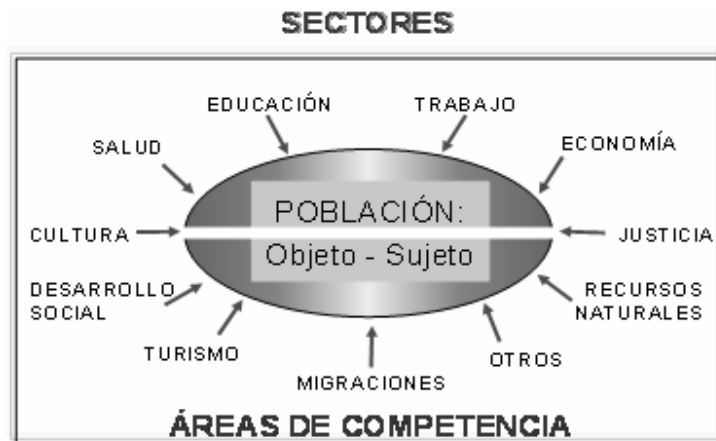 SECTORES
EDUCACIÓN
TRABAJO
SALUD
ECONOMÍA
POBLACIÓN:
CULTURA
JUSTICIA
Objeto - Sujeto
DESARROLLO
SOCIAL
RECURSOS
NATURALES
TURISMO
OTROS
MIGRACIONES
ÁREAS DE COMPETENCIA